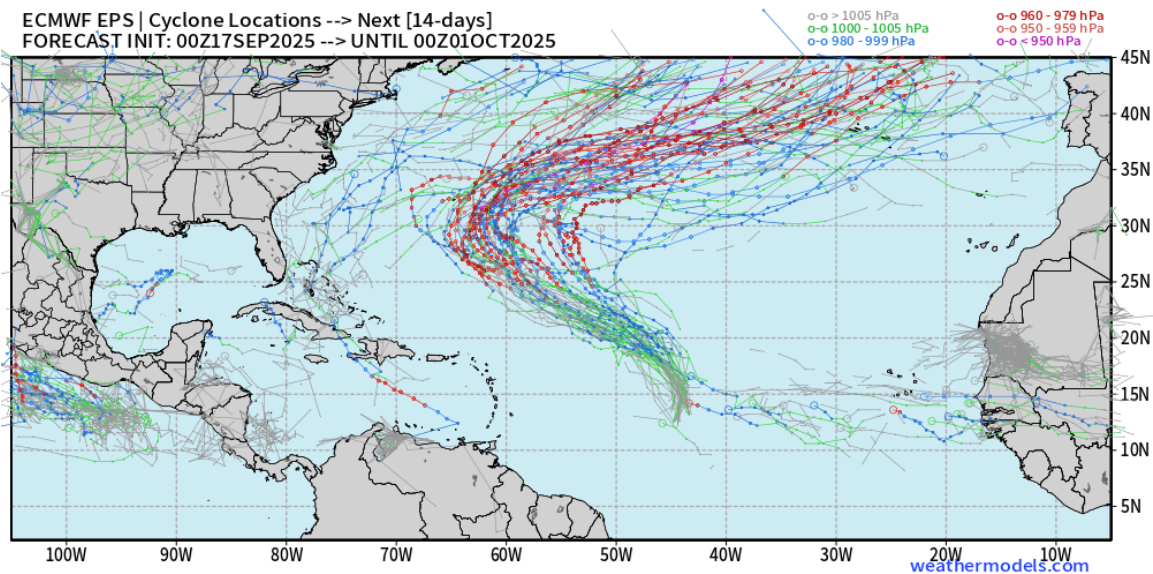 ECMWF EPS | Cyclone Locations --> Next [14-days]
FORECAST INIT: 00Z17SEP2025 --> UNTIL 00Z01OCT2025
o-o > 1005 hPa
o-o 1000 - 1005 hPa
o-o 980 - 999 hPa
o-o 960 - 979 hPa
o-o 950 - 959 hPa
o-o < 950 hPa
45N
40N
35N
30N
25N
20N
15N
10N
5N
100W 90W 80W 70W 60W 50W 40W 30W 20W 10W
weathermodels.com